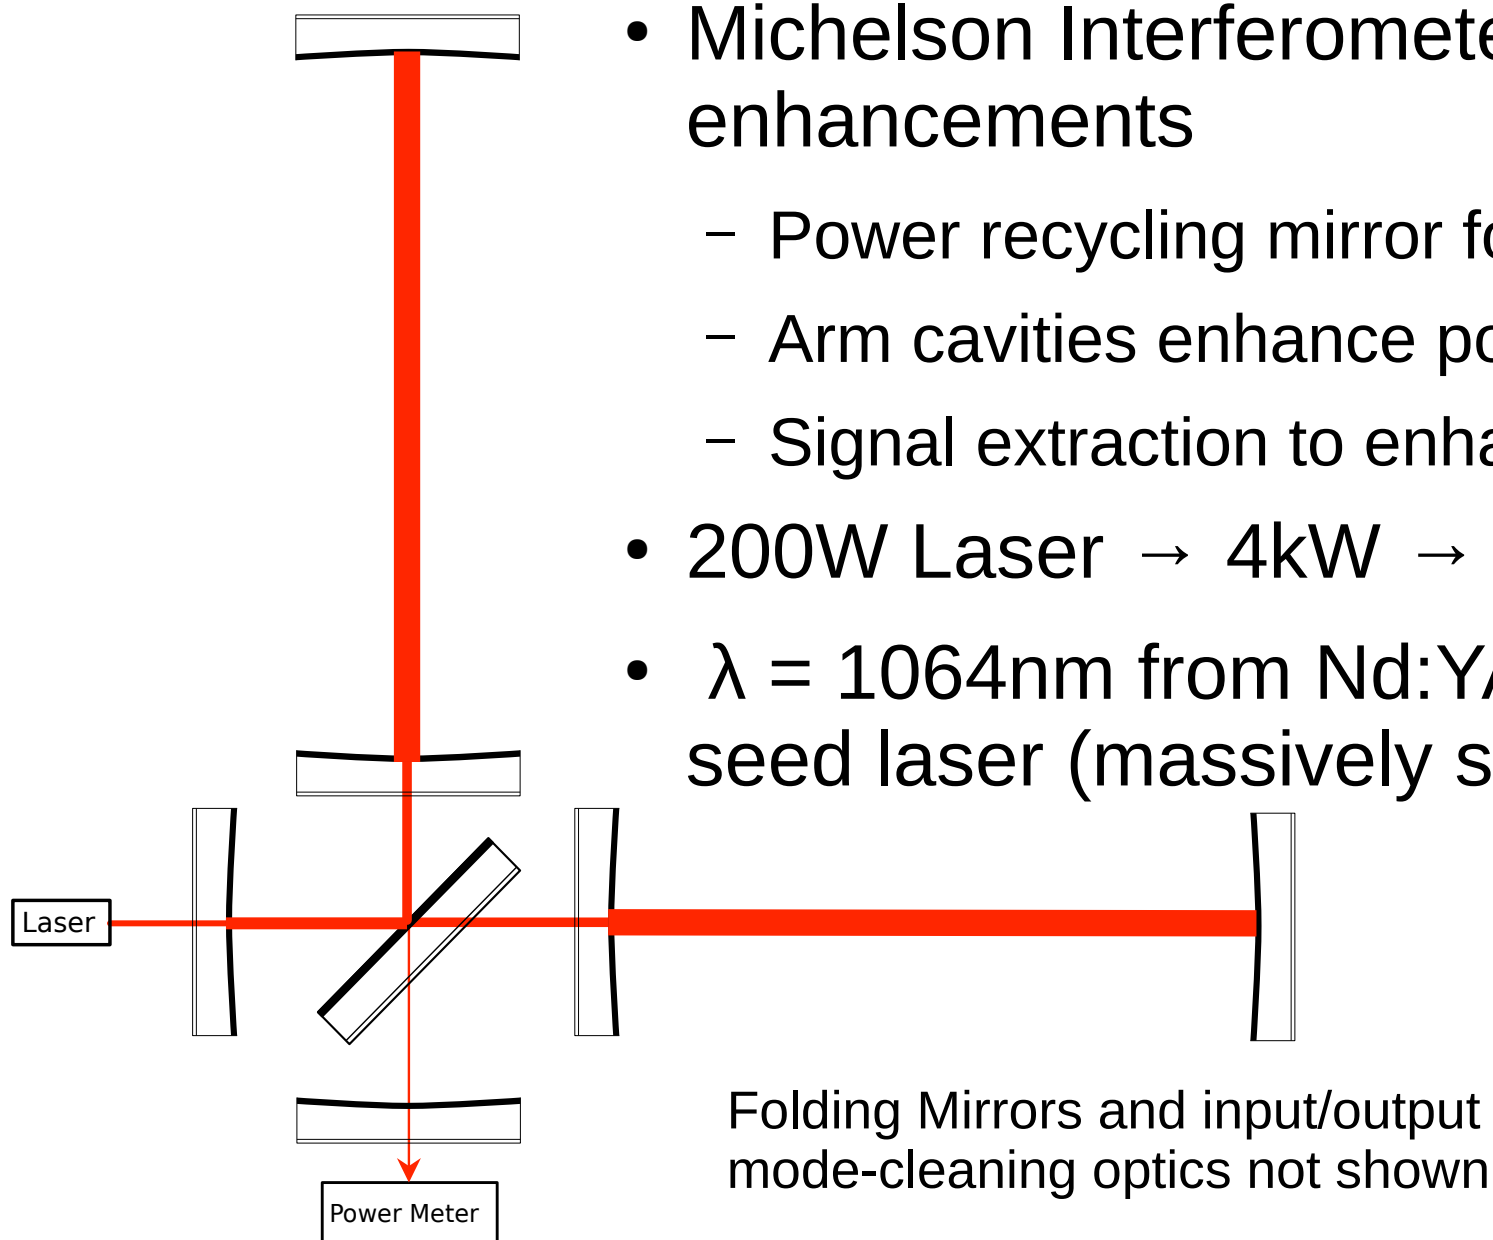 • Michelson Interferomete
enhancements
– Power recycling mirror fo
– Arm cavities enhance po
– Signal extraction to enha
• 200W Laser → 4kW →
• λ = 1064nm from Nd:YA
seed laser (massively s
Laser
Folding Mirrors and input/output
mode-cleaning optics not shown
Power Meter